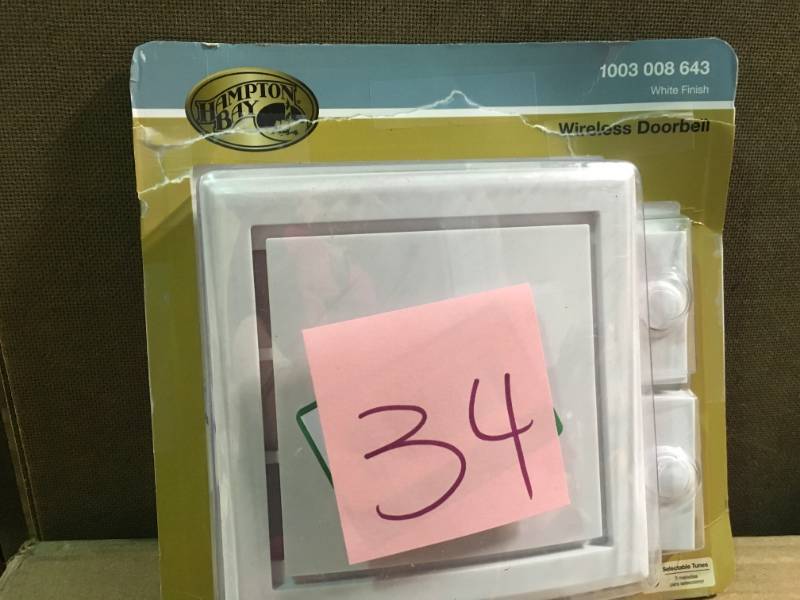 HAMPTON
BAY
1003 008 643
White Finish
Wireless Doorbell
34
Selectable Tunes